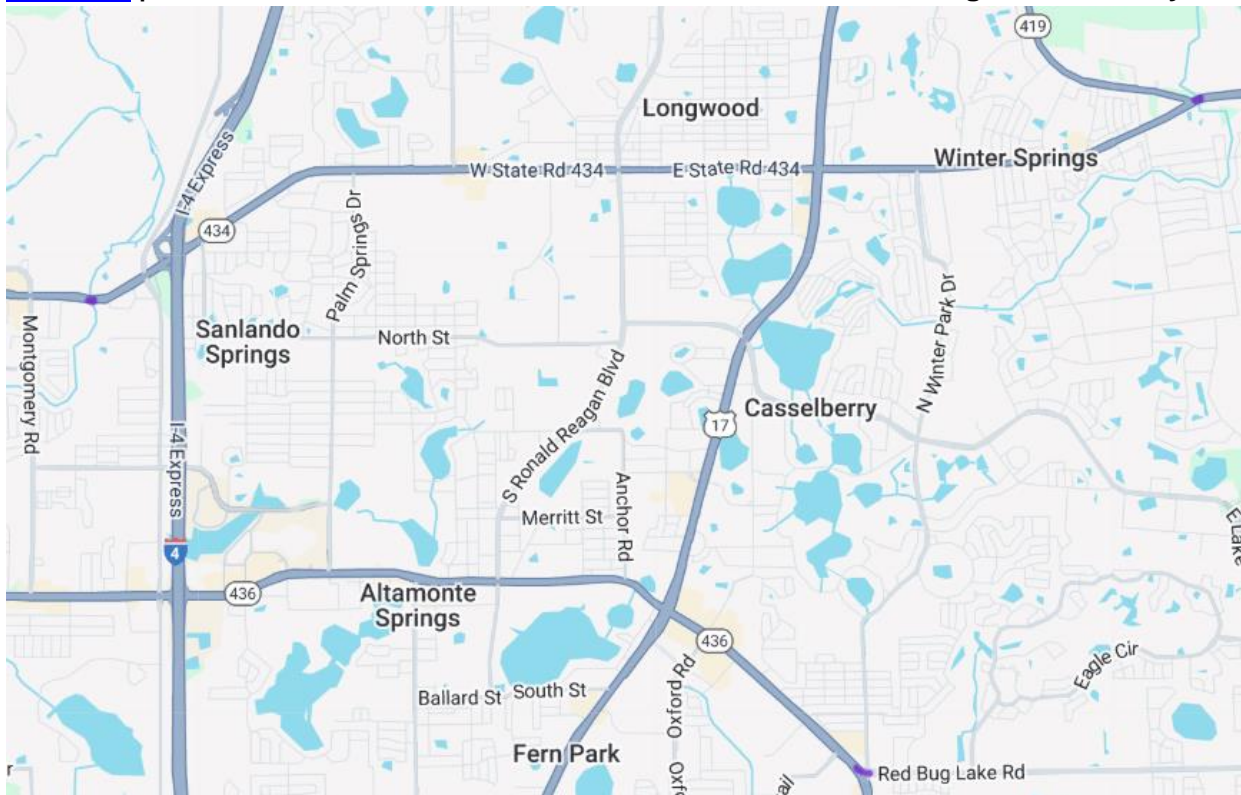 419
Longwood
I-4 Express
W State Rd 434
E State Rd 434
Winter Springs
434
Palm Springs Dr
Montgomery Rd
Sanlando
Springs
North St
N Winter Park Dr
S Ronald Reagan Blvd
17
Casselberry
I-4 Express
Anchor Rd
Merritt St
E Lake
4
436
Altamonte
Springs
436
Eagle Cir
Oxford Rd
Ballard St
South St
Fern Park
Red Bug Lake Rd